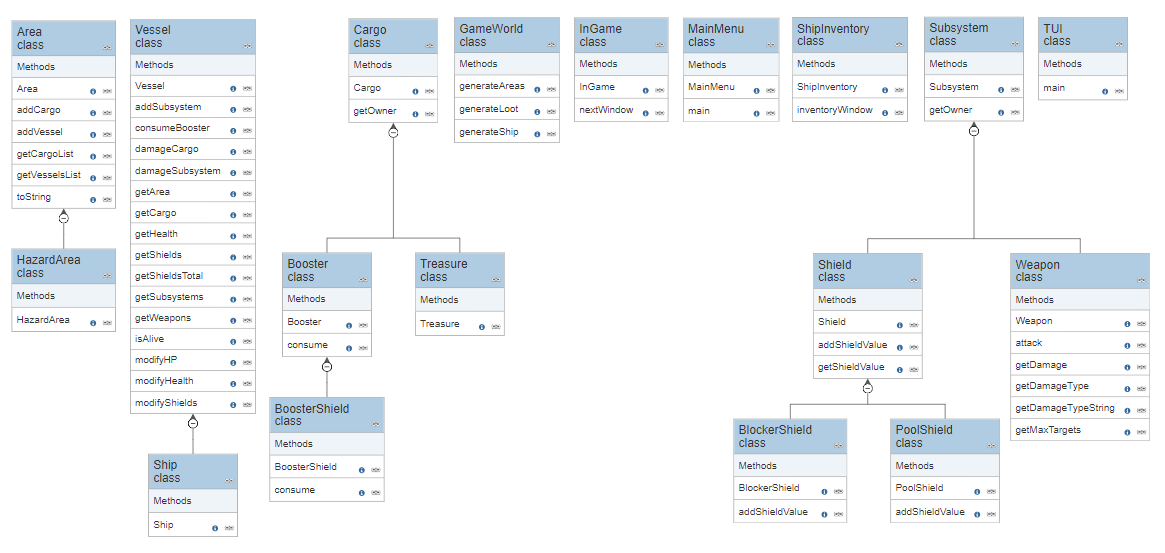 Area
class
Methods
Area
addCargo
addVessel
getCargoList
getVesselsList
toString
HazardArea
class
Methods
HazardArea
Vessel
class
Methods
Vessel
addSubsystem
consumeBooster
damageCargo
damageSubsystem
getArea
getCargo
getHealth
getShields
getShieldsTotal
getSubsystems
getWeapons
isAlive
modifyHP
modifyHealth
modifyShields
Ship
class
Methods
Ship
Cargo
class
Methods
Cargo
getOwner
Booster
class
Methods
Booster
consume
BoosterShield
class
Methods
BoosterShield
consume
Treasure
class
Methods
Treasure
GameWorld
class
Methods
generateAreas
generateLoot
generateShip
InGame
class
Methods
InGame
nextWindow
MainMenu
class
Methods
MainMenu
main
ShipInventory
class
Methods
ShipInventory
inventoryWindow
Subsystem
class
Methods
Subsystem
getOwner
Shield
class
Methods
Shield
addShieldValue
getShieldValue
BlockerShield
class
Methods
BlockerShield
addShieldValue
PoolShield
class
Methods
PoolShield
addShieldValue
Weapon
class
Methods
Weapon
attack
getDamage
getDamageType
getDamageTypeString
getMaxTargets
TUI
class
Methods
main